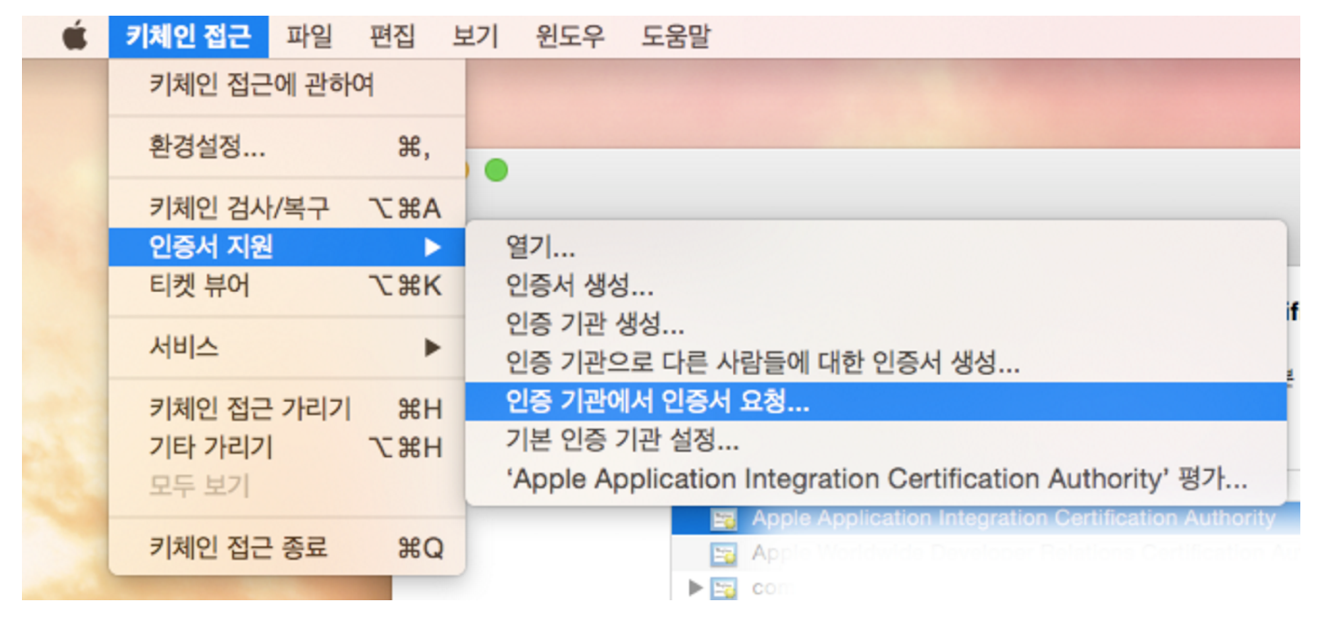 키체인 접근 파일 편집 보기 윈도우 도움말
키체인 접근에 관하여
환경설정... ⌘,
키체인 검사/복구 ⌥⌘A
인증서 지원 ▶
티켓 뷰어 ⌥⌘K
서비스 ▶
키체인 접근 가리기 ⌘H
기타 가리기 ⌥⌘H
모두 보기
키체인 접근 종료 ⌘Q
열기...
인증서 생성...
인증 기관 생성...
인증 기관으로 다른 사람들에 대한 인증서 생성...
인증 기관에서 인증서 요청...
기본 인증 기관 설정...
‘Apple Application Integration Certification Authority’ 평가...
Apple Application Integration Certification Authority
Apple Worldwide Developer Relations Certification